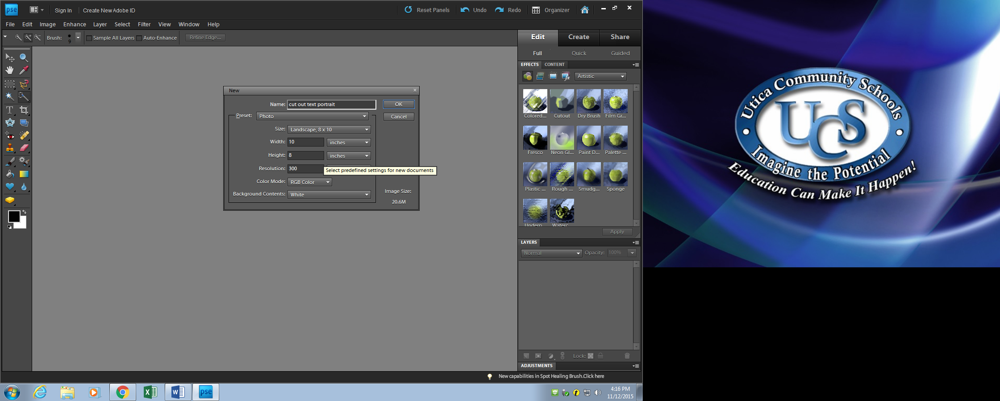 pse Sign In Create New Adobe ID Reset Panels Undo Redo Organizer
File Edit Image Enhance Layer Select Filter View Window Help
Brush: 9 Sample All Layers Auto-Enhance Refine Edge...
Edit Create Share
Full Quick Guided
EFFECTS CONTENT
Artistic
Colored... Cutout Dry Brush Film Gr...
Fresco Neon Gl... Paint D... Palette ...
Plastic ... Rough ... Smudg... Sponge
Underp... Waterc...
Apply
LAYERS
Normal Opacity: 100%
Lock:
ADJUSTMENTS
New
Name: cut out text portrait OK
Preset: Photo Cancel
Size: Landscape, 8 x 10
Width: 10 inches
Height: 8 inches
Resolution: 300
Select predefined settings for new documents
Color Mode: RGB Color
Background Contents: White
Image Size:
20.6M
New capabilities in Spot Healing Brush.Click here
pse
4:16 PM
11/12/2015
Utica Community Schools
UCS
Imagine the Potential
Education Can Make It Happen!